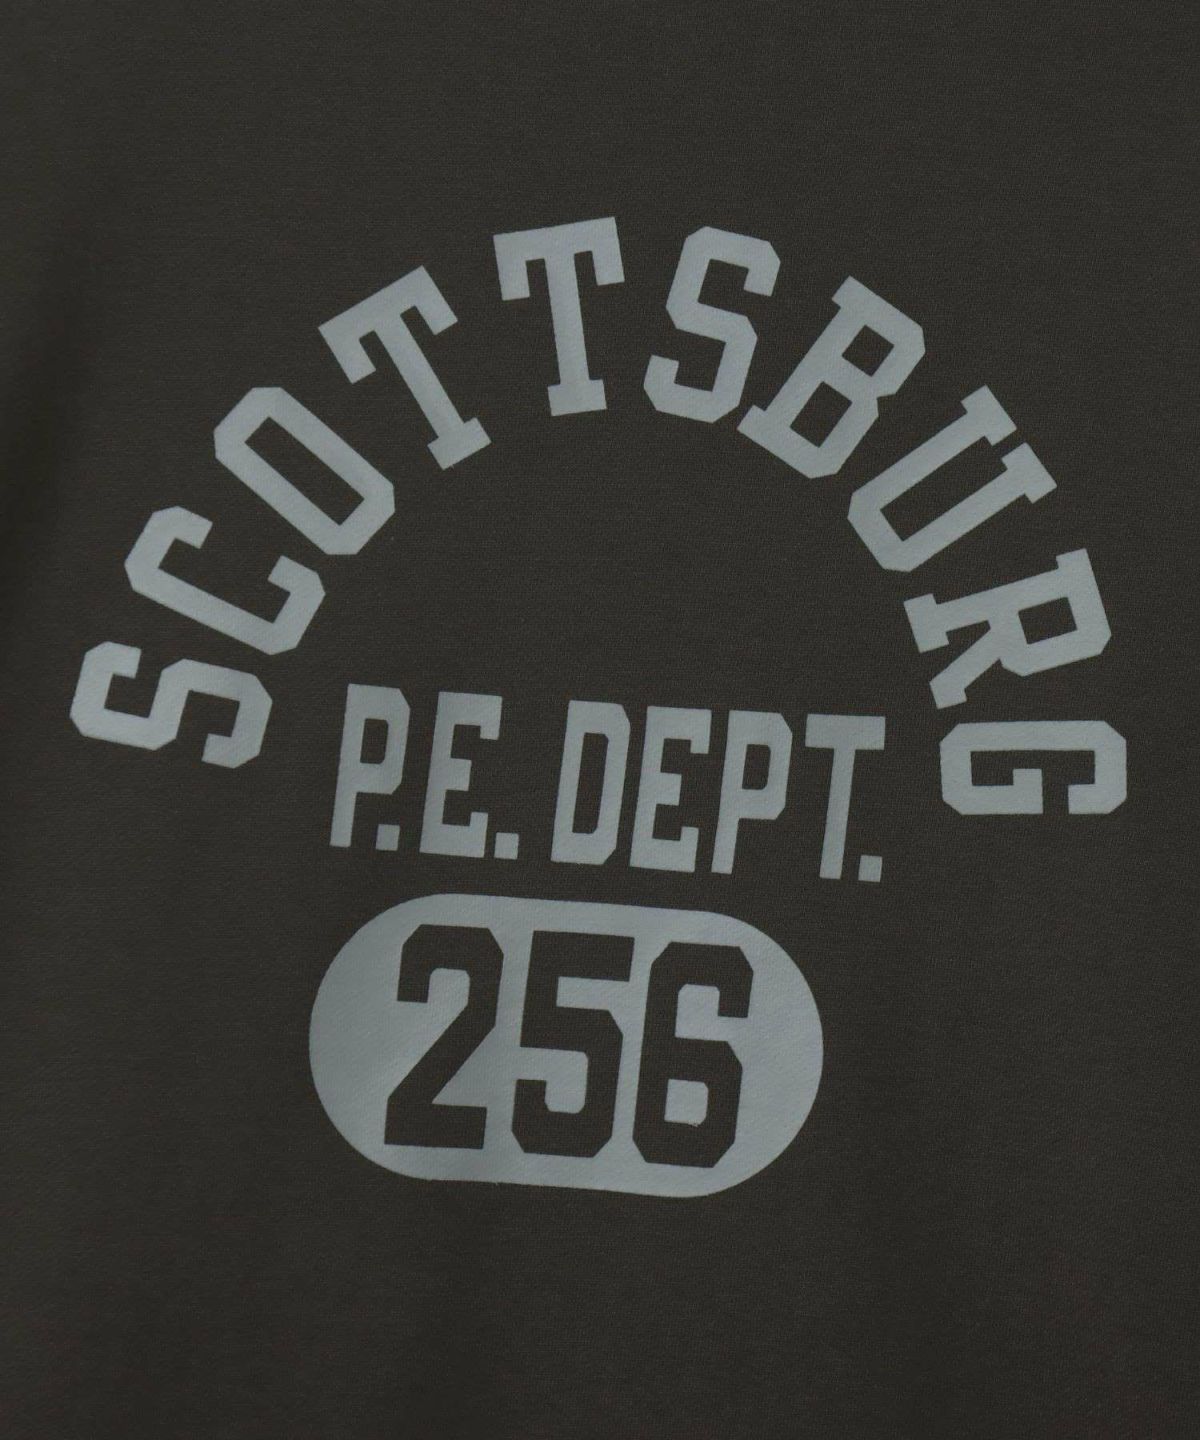 SCOTTSBURG
P.E. DEPT.
256